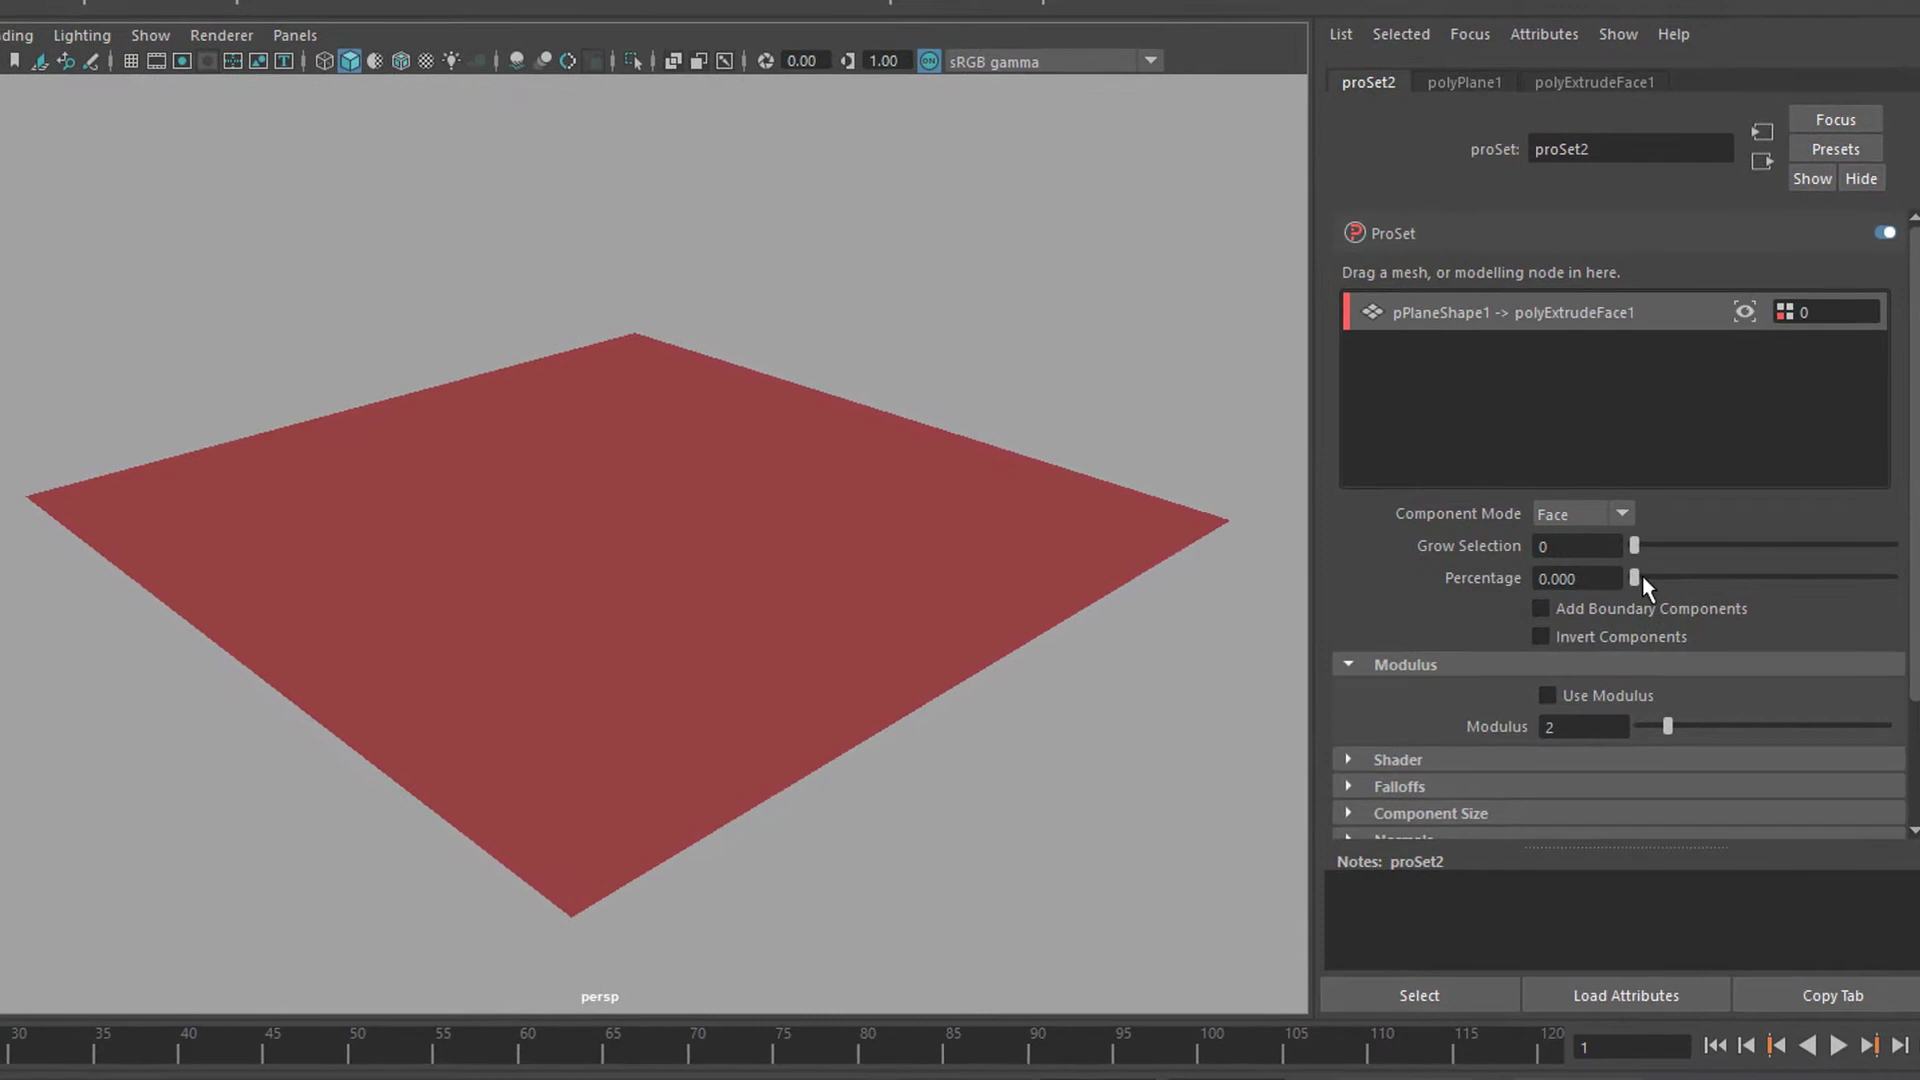 ding Lighting Show Renderer Panels
0.00 1.00 ON sRGB gamma
persp
30 35 40 45 50 55 60 65 70 75 80 85 90 95 100 105 110 115 120
1
List Selected Focus Attributes Show Help
proSet2 polyPlane1 polyExtrudeFace1
proSet: proSet2
Focus
Presets
Show Hide
ProSet
Drag a mesh, or modelling node in here.
pPlaneShape1 -> polyExtrudeFace1 0
Component Mode Face
Grow Selection 0
Percentage 0.000
Add Boundary Components
Invert Components
Modulus
Use Modulus
Modulus 2
Shader
Falloffs
Component Size
Notes: proSet2
Select Load Attributes Copy Tab